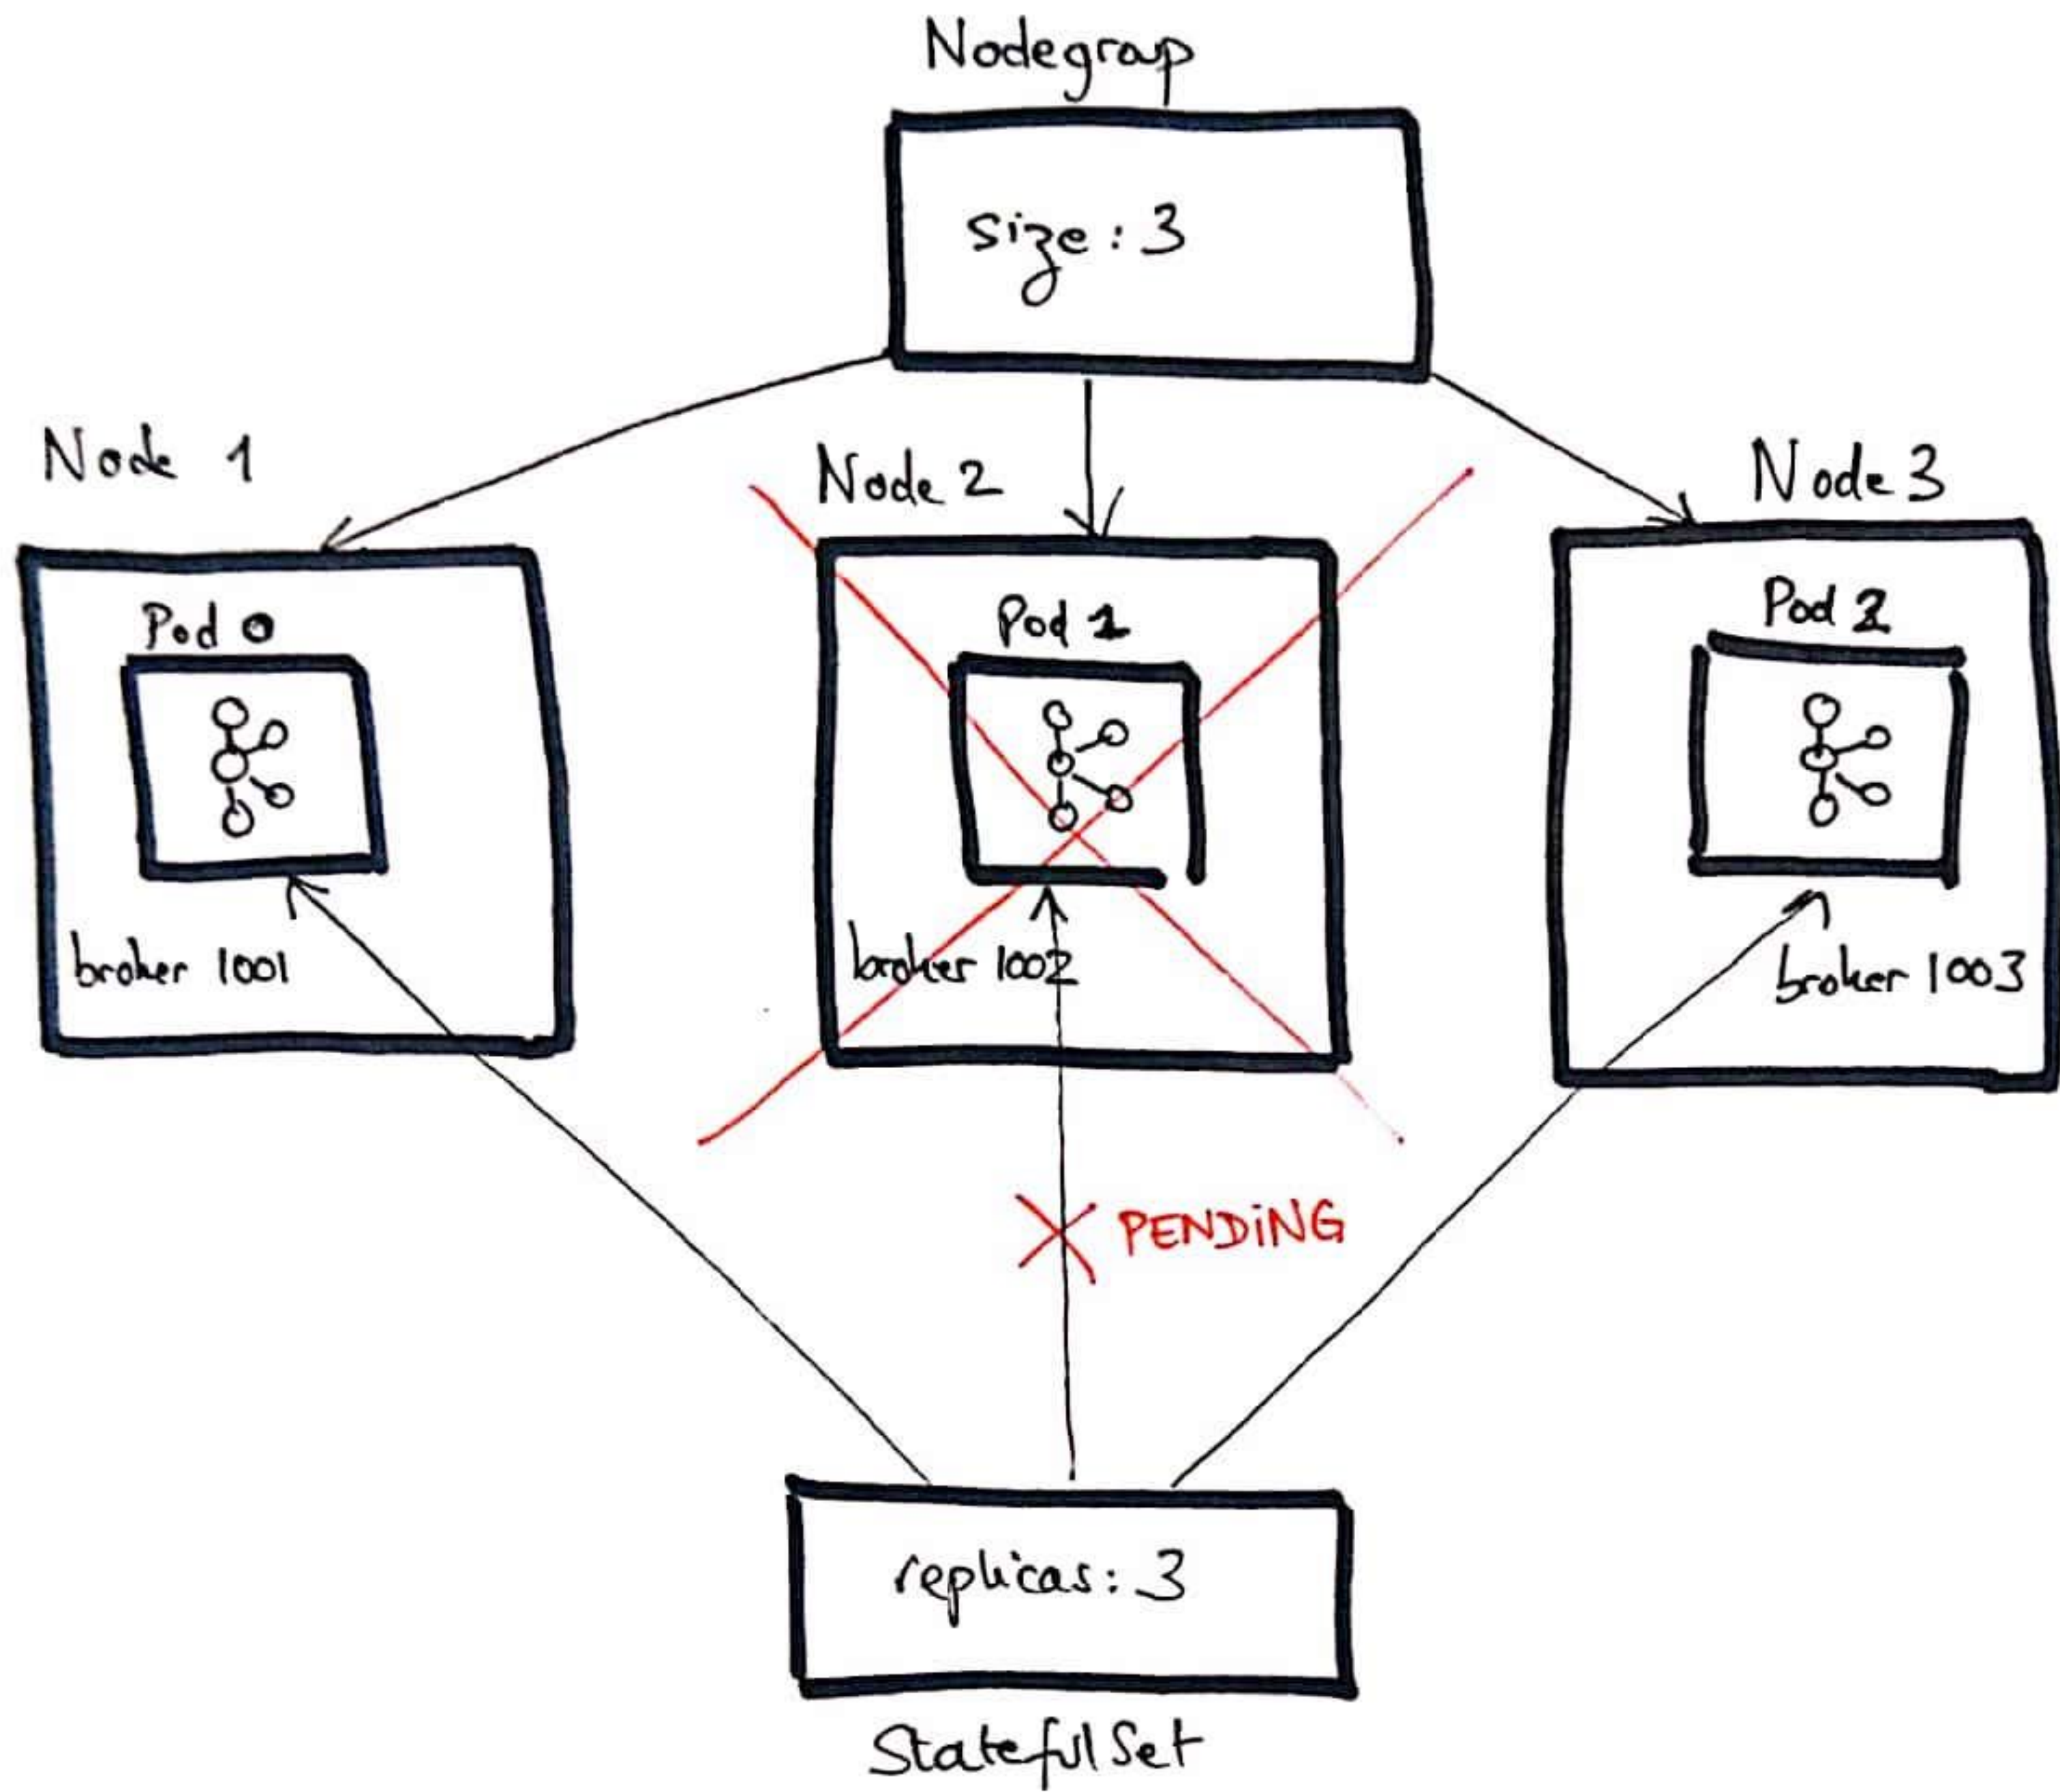 Nodegroup
size: 3
Node 1
Node 2
Node 3
Pod 0
Pod 1
Pod 2
broker 1001
broker 1002
broker 1003
PENDING
replicas: 3
StatefulSet